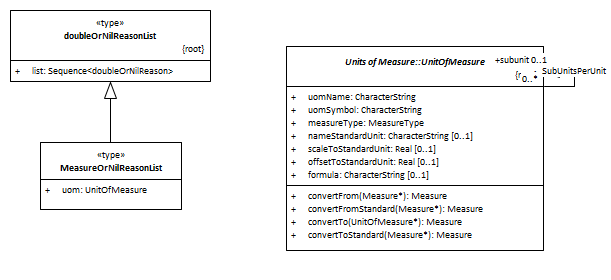 «type»
doubleOrNilReasonList
{root}
+ list: Sequence<doubleOrNilReason>
«type»
MeasureOrNilReasonList
+ uom: UnitOfMeasure
Units of Measure::UnitOfMeasure
+subunit 0..1
SubUnitsPerUnit
0..*
+ uomName: CharacterString
+ uomSymbol: CharacterString
+ measureType: MeasureType
+ nameStandardUnit: CharacterString [0..1]
+ scaleToStandardUnit: Real [0..1]
+ offsetToStandardUnit: Real [0..1]
+ formula: CharacterString [0..1]
+ convertFrom(Measure*): Measure
+ convertFromStandard(Measure*): Measure
+ convertTo(UnitOfMeasure*): Measure
+ convertToStandard(Measure*): Measure